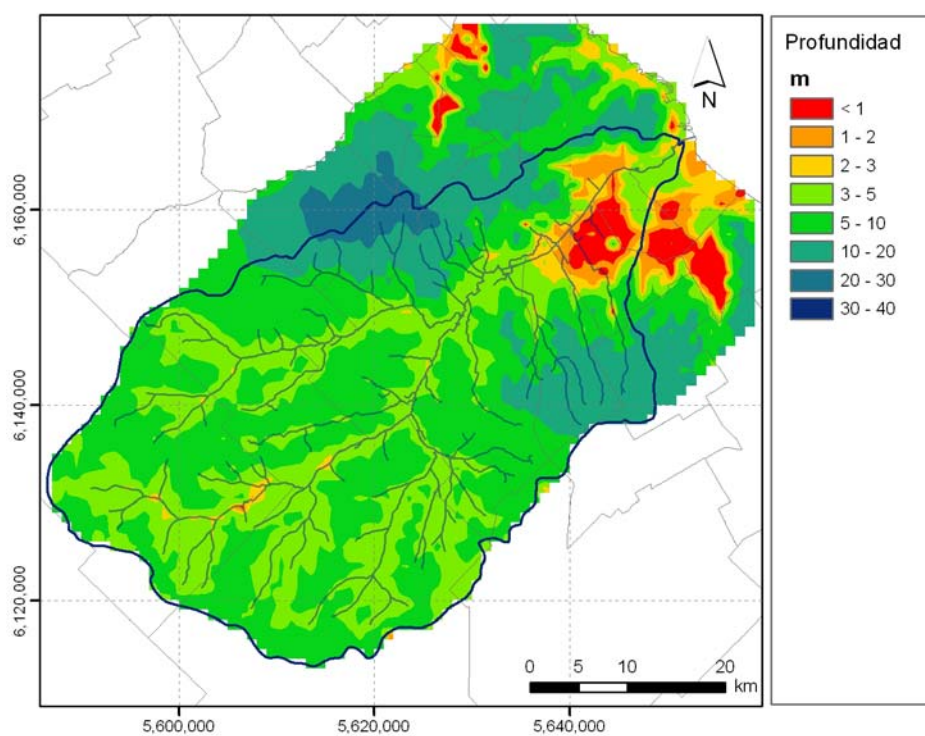 6,160,000
6,140,000
6,120,000
5,600,000
5,620,000
5,640,000
N
0 5 10 20
km
Profundidad
m
< 1
1 - 2
2 - 3
3 - 5
5 - 10
10 - 20
20 - 30
30 - 40